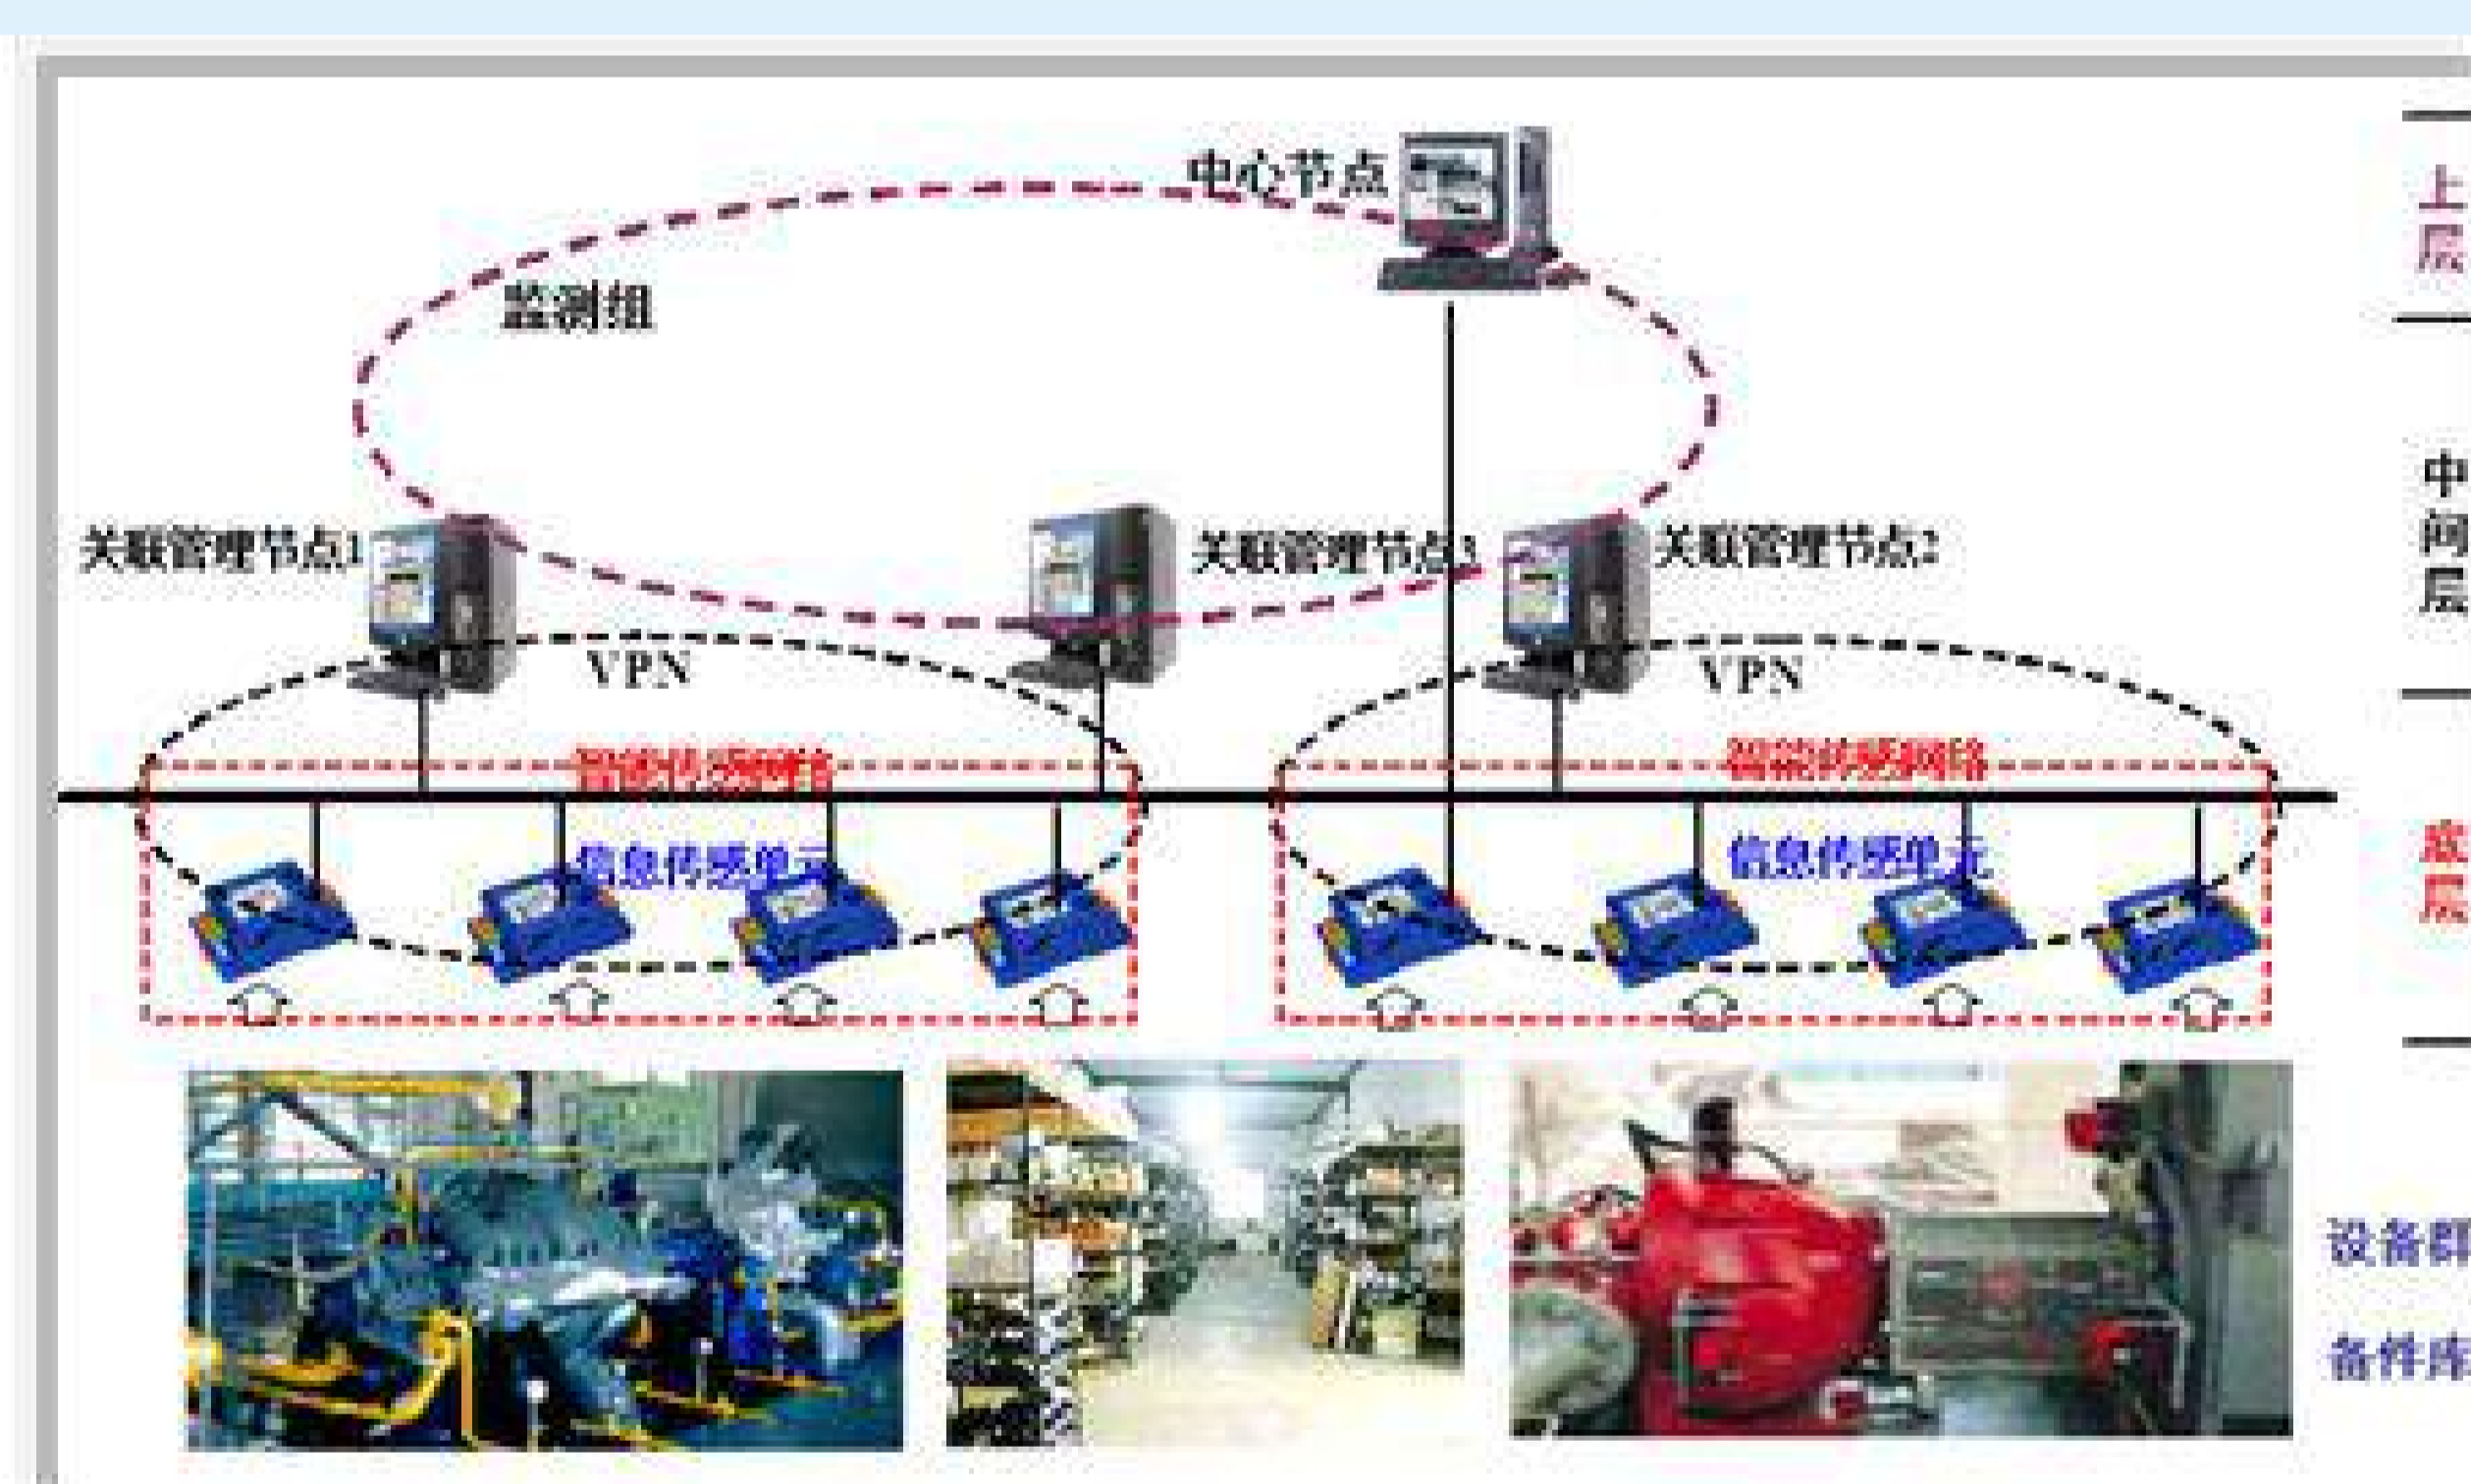 中心节点
上层
监测组
关联管理节点1
关联管理节点3
关联管理节点2
中间层
VPN
VPN
智能传感网络
智能传感网络
信息传感单元
信息传感单元
底层
设备群
备件库